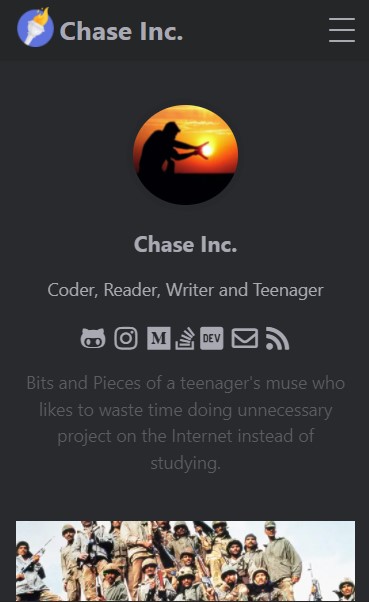 Chase Inc.
Chase Inc.
Coder, Reader, Writer and Teenager
M DEV
Bits and Pieces of a teenager's muse who
likes to waste time doing unnecessary
project on the Internet instead of
studying.